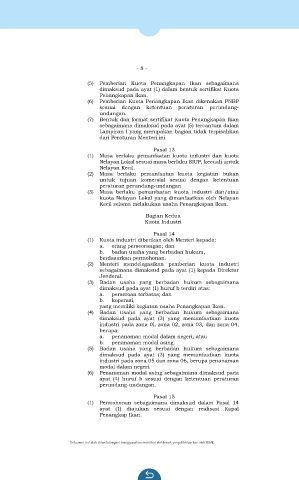 - 8 -
(5) Pemberian Kuota Penangkapan Ikan sebagaimana
dimaksud pada ayat (1) dalam bentuk sertifikat Kuota
Penangkapan Ikan.
(6) Pemberian Kuota Penangkapan Ikan dikenakan PNBP
sesuai dengan ketentuan peraturan perundang-
undangan.
(7) Bentuk dan format sertifikat Kuota Penangkapan Ikan
sebagaimana dimaksud pada ayat (5) tercantum dalam
Lampiran I yang merupakan bagian tidak terpisahkan
dari Peraturan Menteri ini.
Pasal 13
(1) Masa berlaku pemanfaatan kuota industri dan kuota
Nelayan Lokal sesuai masa berlaku SIUP, kecuali untuk
Nelayan Kecil.
(2) Masa berlaku pemanfaatan kuota kegiatan bukan
untuk tujuan komersial sesuai dengan ketentuan
peraturan perundang-undangan.
(3) Masa berlaku pemanfaatan kuota industri dan/atau
kuota Nelayan Lokal yang dimanfaatkan oleh Nelayan
Kecil selama melakukan usaha Penangkapan Ikan.
Bagian Kedua
Kuota Industri
Pasal 14
(1) Kuota industri diberikan oleh Menteri kepada:
a. orang perseorangan; dan
b. badan usaha yang berbadan hukum,
berdasarkan permohonan.
(2) Menteri mendelegasikan pemberian kuota industri
sebagaimana dimaksud pada ayat (1) kepada Direktur
Jenderal.
(3) Badan usaha yang berbadan hukum sebagaimana
dimaksud pada ayat (1) huruf b terdiri atas:
a. perseroan terbatas; dan
b. koperasi,
yang memiliki kegiatan usaha Penangkapan Ikan.
(4) Badan usaha yang berbadan hukum sebagaimana
dimaksud pada ayat (3) yang memanfaatkan kuota
industri pada zona 01, zona 02, zona 03, dan zona 04,
berupa:
a. penanaman modal dalam negeri; atau
b. penanaman modal asing.
(5) Badan usaha yang berbadan hukum sebagaimana
dimaksud pada ayat (3) yang memanfaatkan kuota
industri pada zona 05 dan zona 06, berupa penanaman
modal dalam negeri.
(6) Penanaman modal asing sebagaimana dimaksud pada
ayat (4) huruf b sesuai dengan ketentuan peraturan
perundang-undangan.
Pasal 15
(1) Permohonan sebagaimana dimaksud dalam Pasal 14
ayat (1) diajukan sesuai dengan realisasi Kapal
Penangkap Ikan.
Dokumen ini telah ditandatangani menggunakan sertifikat elektronik yang diterbitkan oleh BSrE